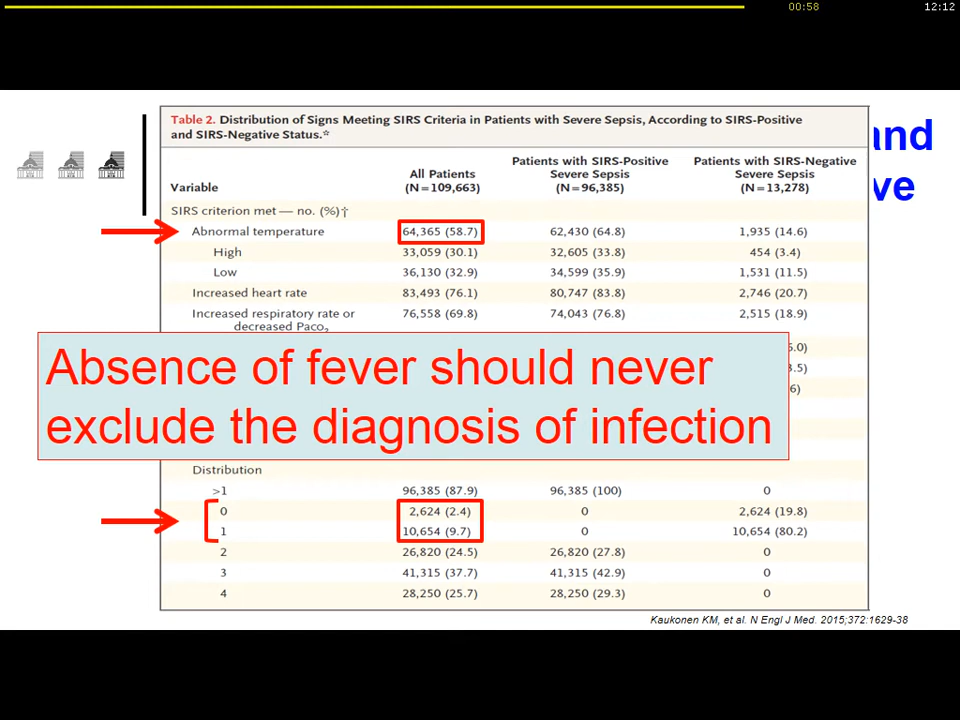 00:58
12:12
and
ve
Table 2. Distribution of Signs Meeting SIRS Criteria in Patients with Severe Sepsis, According to SIRS-Positive
and SIRS-Negative Status.*
Variable All Patients (N=109,663) Patients with SIRS-Positive Severe Sepsis (N=96,385) Patients with SIRS-Negative Severe Sepsis (N=13,278)
SIRS criterion met — no. (%)†
Abnormal temperature 64,365 (58.7) 62,430 (64.8) 1,935 (14.6)
High 33,059 (30.1) 32,605 (33.8) 454 (3.4)
Low 36,130 (32.9) 34,599 (35.9) 1,531 (11.5)
Increased heart rate 83,493 (76.1) 80,747 (83.8) 2,746 (20.7)
Increased respiratory rate or 76,558 (69.8) 74,043 (76.8) 2,515 (18.9)
decreased Paco2
Absence of fever should never
exclude the diagnosis of infection
Distribution
>1 96,385 (87.9) 96,385 (100) 0
0 2,624 (2.4) 0 2,624 (19.8)
1 10,654 (9.7) 0 10,654 (80.2)
2 26,820 (24.5) 26,820 (27.8) 0
3 41,315 (37.7) 41,315 (42.9) 0
4 28,250 (25.7) 28,250 (29.3) 0
Kaukonen KM, et al. N Engl J Med. 2015;372:1629-38